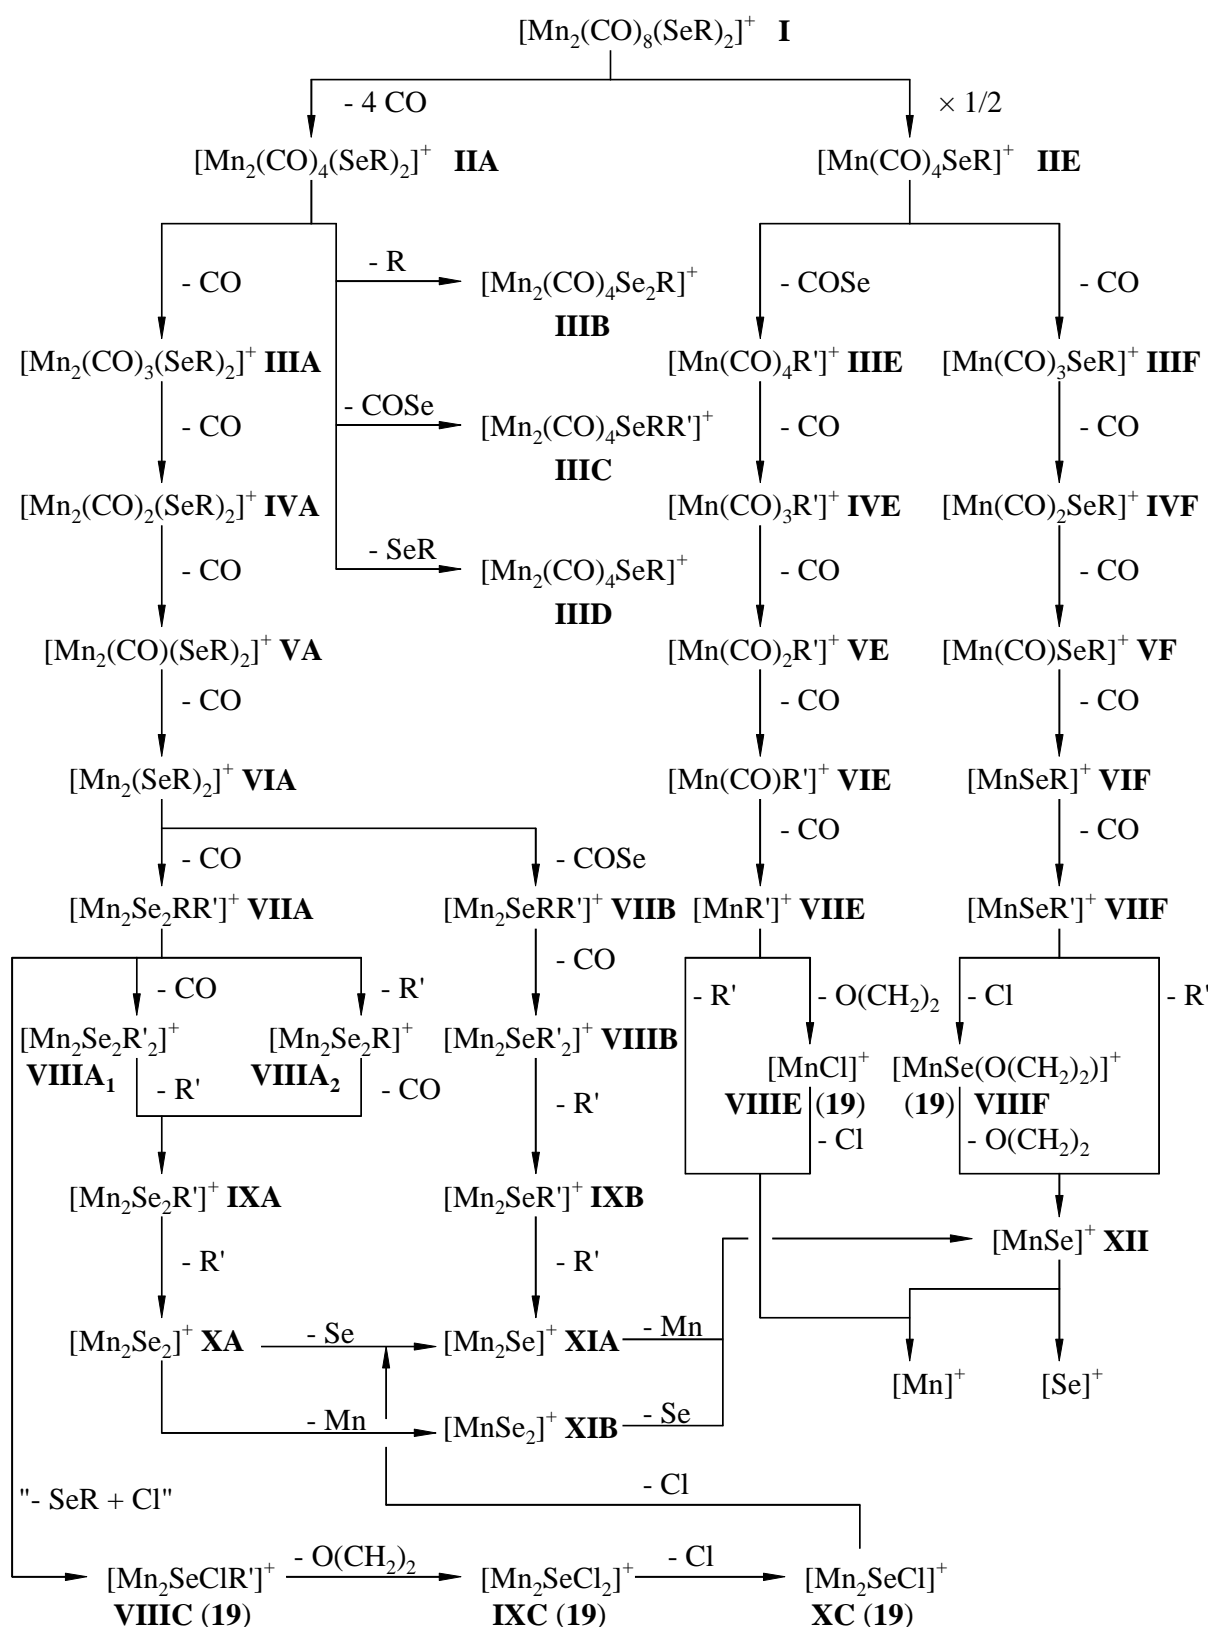 [Mn₂(CO)₈(SeR)₂]⁺ I
- 4 CO
× 1/2
[Mn₂(CO)₄(SeR)₂]⁺ IIA
[Mn(CO)₄SeR]⁺ IIE
- CO
- R
[Mn₂(CO)₄Se₂R]⁺
IIIB
- COSe
- CO
[Mn₂(CO)₃(SeR)₂]⁺ IIIA
[Mn(CO)₄R']⁺ IIIE
[Mn(CO)₃SeR]⁺ IIIF
- CO
- COSe
[Mn₂(CO)₄SeRR']⁺
IIIC
- CO
- CO
[Mn₂(CO)₂(SeR)₂]⁺ IVA
[Mn(CO)₃R']⁺ IVE
[Mn(CO)₂SeR]⁺ IVF
- CO
- SeR
[Mn₂(CO)₄SeR]⁺
IIID
- CO
- CO
[Mn₂(CO)(SeR)₂]⁺ VA
[Mn(CO)₂R']⁺ VE
[Mn(CO)SeR]⁺ VF
- CO
- CO
- CO
[Mn₂(SeR)₂]⁺ VIA
[Mn(CO)R']⁺ VIE
[MnSeR]⁺ VIF
- CO
- COSe
- CO
- CO
[Mn₂Se₂RR']⁺ VIIA
[Mn₂SeRR']⁺ VIIB
[MnR']⁺ VIIE
[MnSeR']⁺ VIIF
- CO
- R'
- CO
- R'
- O(CH₂)₂
- Cl
- R'
[Mn₂Se₂R'₂]⁺
VIIIA₁
[Mn₂Se₂R]⁺
VIIIA₂
[Mn₂SeR'₂]⁺ VIIIB
[MnCl]⁺
VIIIE (19)
[MnSe(O(CH₂)₂)]⁺
(19) VIIIF
- R'
- CO
- R'
- Cl
- O(CH₂)₂
[Mn₂Se₂R']⁺ IXA
[Mn₂SeR']⁺ IXB
[MnSe]⁺ XII
- R'
- R'
[Mn₂Se₂]⁺ XA
- Se
[Mn₂Se]⁺ XIA
- Mn
[Mn]⁺
[Se]⁺
- Mn
[MnSe₂]⁺ XIB
- Se
"- SeR + Cl"
- Cl
[Mn₂SeClR']⁺
VIIIC (19)
- O(CH₂)₂
[Mn₂SeCl₂]⁺
IXC (19)
- Cl
[Mn₂SeCl]⁺
XC (19)